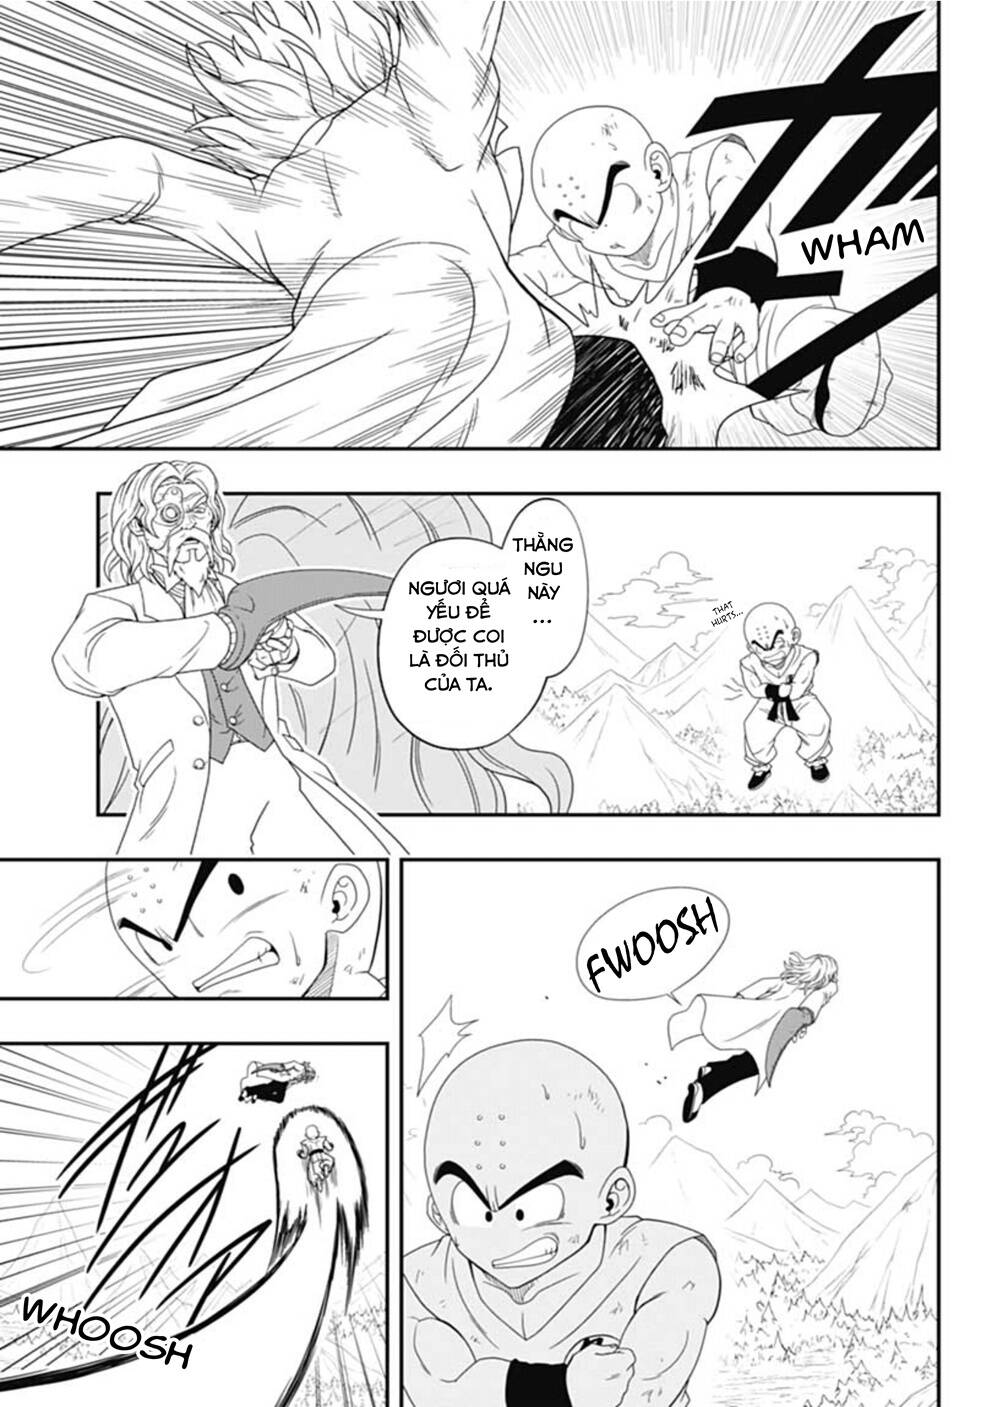 WHAM
THẰNG
NGU
NÀY
...
NGƯƠI QUÁ
YẾU ĐỂ
ĐƯỢC COI
LÀ ĐỐI THỦ
CỦA TA.
THAT
HURTS...
FWOOSH
WHOOSH